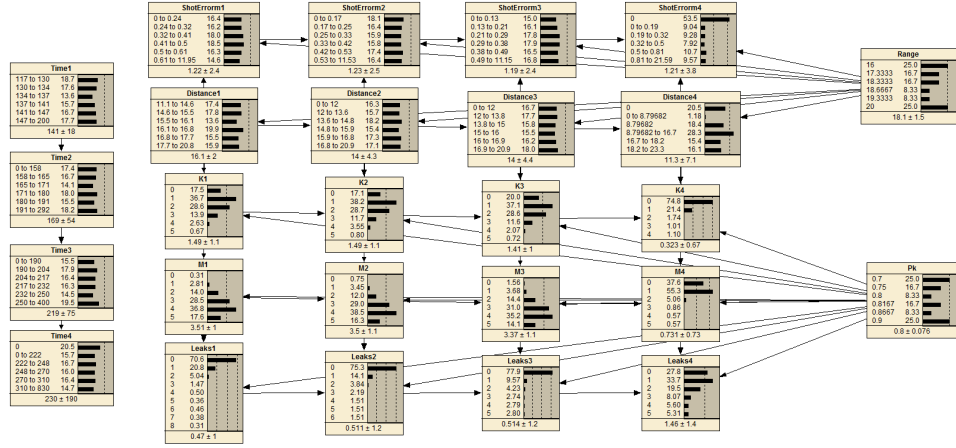 ShotErrorm1
0 to 0.24 16.4
0.24 to 0.32 16.2
0.32 to 0.41 18.0
0.41 to 0.5 18.5
0.5 to 0.61 16.3
0.61 to 11.95 14.6
1.22 ± 2.4
ShotErrorm2
0 to 0.17 18.1
0.17 to 0.25 16.4
0.25 to 0.33 15.9
0.33 to 0.42 15.8
0.42 to 0.53 17.4
0.53 to 11.53 16.4
1.23 ± 2.5
ShotErrorm3
0 to 0.13 15.0
0.13 to 0.21 16.1
0.21 to 0.29 17.8
0.29 to 0.38 17.9
0.38 to 0.49 16.5
0.49 to 11.15 16.8
1.19 ± 2.4
ShotErrorm4
0 53.5
0 to 0.19 9.04
0.19 to 0.32 9.28
0.32 to 0.5 7.92
0.5 to 0.81 10.7
0.81 to 21.59 9.57
1.21 ± 3.8
Range
16 25.0
17.3333 16.7
18 16.7
18.6667 8.33
19.3333 8.33
20 25.0
18.1 ± 1.5
Time1
117 to 130 18.7
130 to 134 17.6
134 to 137 13.6
137 to 141 15.7
141 to 147 16.7
147 to 200 17.7
141 ± 18
Distance1
11.1 to 14.6 17.4
14.6 to 15.5 17.8
15.5 to 16.1 13.6
16.1 to 16.8 19.9
16.8 to 17.7 15.5
17.7 to 20.8 15.9
16.1 ± 2
Distance2
0 to 12 16.3
12 to 13.6 15.7
13.6 to 14.8 18.2
14.8 to 15.9 15.4
15.9 to 16.8 17.3
16.8 to 20.9 17.1
14 ± 4.3
Distance3
0 to 12 16.7
12 to 13.8 17.7
13.8 to 15 15.8
15 to 16 15.5
16 to 16.9 16.2
16.9 to 20.9 18.0
14 ± 4.4
Distance4
0 20.5
0 to 8.79682 1.18
8.79682 18.4
8.79682 to 16.7 28.3
16.7 to 18.2 15.4
18.2 to 23.3 16.1
11.3 ± 7.1
Time2
0 to 158 17.4
158 to 165 16.7
165 to 171 14.1
171 to 180 18.0
180 to 191 15.5
191 to 292 18.2
169 ± 54
K1
0 17.5
1 36.7
2 28.6
3 13.9
4 2.63
5 0.67
1.49 ± 1.1
K2
0 17.1
1 38.2
2 28.7
3 11.7
4 3.55
5 0.80
1.49 ± 1.1
K3
0 20.0
1 37.1
2 28.6
3 11.6
4 2.07
5 0.72
1.41 ± 1
K4
0 74.8
1 21.4
2 1.74
3 1.01
4 1.10
0.323 ± 0.67
Time3
0 to 190 15.5
190 to 204 17.9
204 to 217 16.4
217 to 232 16.3
232 to 250 14.5
250 to 400 19.5
219 ± 75
M1
0 0.31
1 2.81
2 14.0
3 28.5
4 36.8
5 17.6
3.51 ± 1
M2
0 0.75
1 3.45
2 12.0
3 29.0
4 38.5
5 16.3
3.5 ± 1.1
M3
0 1.56
1 3.68
2 14.4
3 31.0
4 35.2
5 14.1
3.37 ± 1.1
M4
0 37.6
1 55.3
2 5.06
3 0.86
4 0.57
5 0.57
0.731 ± 0.73
Pk
0.7 25.0
0.75 16.7
0.8 8.33
0.8167 16.7
0.8667 8.33
0.9 25.0
0.8 ± 0.076
Time4
0 20.5
0 to 222 15.7
222 to 248 16.7
248 to 270 16.0
270 to 310 16.4
310 to 830 14.7
230 ± 190
Leaks1
0 70.6
1 20.8
2 5.04
3 1.47
4 0.50
5 0.36
6 0.46
7 0.38
8 0.31
0.47 ± 1
Leaks2
0 75.3
1 14.1
2 3.84
3 2.19
4 1.51
5 1.51
6 1.51
0.511 ± 1.2
Leaks3
0 77.9
1 9.57
2 4.23
3 2.74
4 2.79
5 2.80
0.514 ± 1.2
Leaks4
0 27.8
1 33.7
2 19.5
3 8.07
4 5.60
5 5.31
1.46 ± 1.4